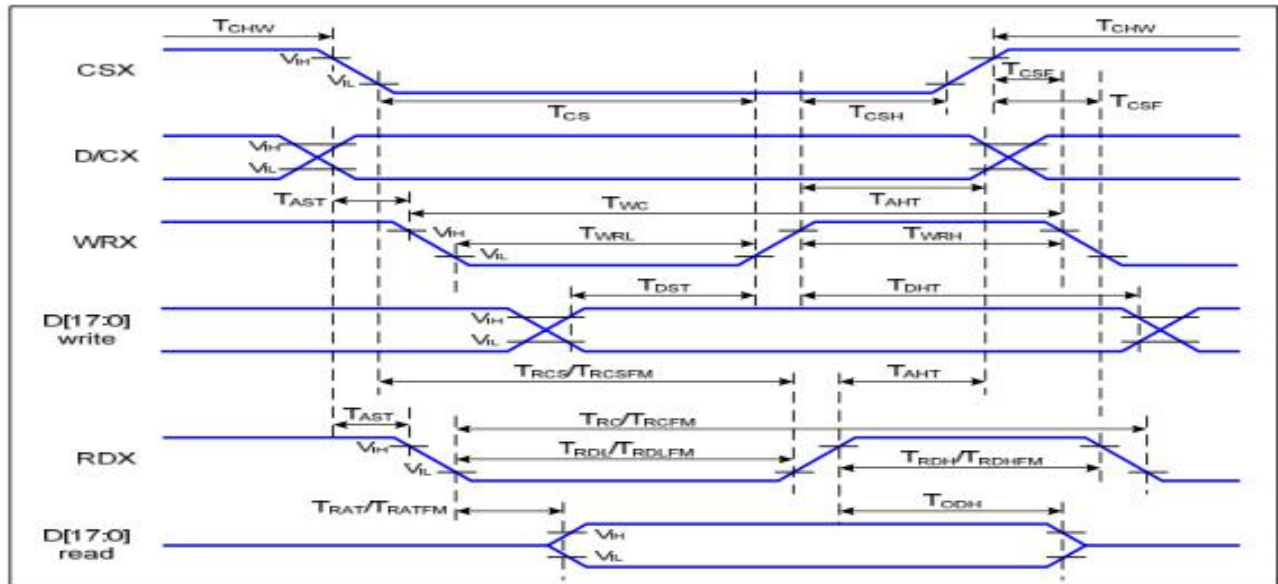 TCHW TCHW
CSX
VIH
VIL
TCSF
TCS TCSH TCSF
D/CX
VIH
VIL
TAST TWC TAHT
WRX
VIH
VIL
TWRL TWRH
TDST TDHT
D[17:0]
write
VIH
VIL
TRCS/TRCSFM TAHT
TAST TRC/TRCFM
RDX
VIH
VIL
TRDL/TRDLFM TRDH/TRDHFM
TRAT/TRATFM TODH
D[17:0]
read
VIH
VIL